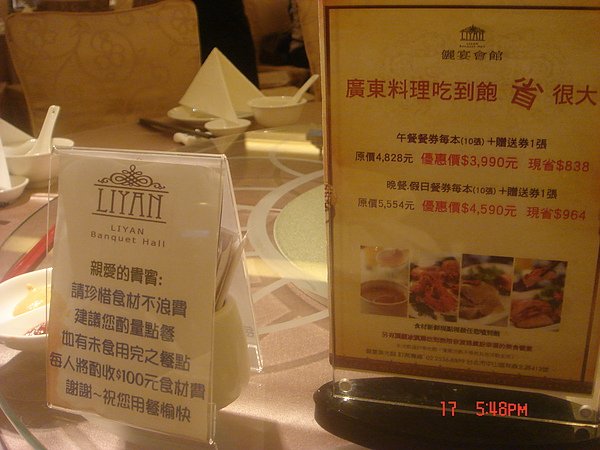 LIYAN
LIYAN
Banquet Hall
親愛的貴賓:
請珍惜食材不浪費
建議您酌量點餐
如有未食用完之餐點
每人將酌收$100元食材費
謝謝~祝您用餐愉快
LIYAN
Banquet Hall
麗宴會館
廣東料理吃到飽 省 很大
午餐餐券每本(10張)+贈送券1張
原價4,828元 優惠價$3,990元 現省$838
晚餐.假日餐券每本(10張)+贈送券1張
原價5,554元 優惠價$4,590元 現省$964
17 5:48PM